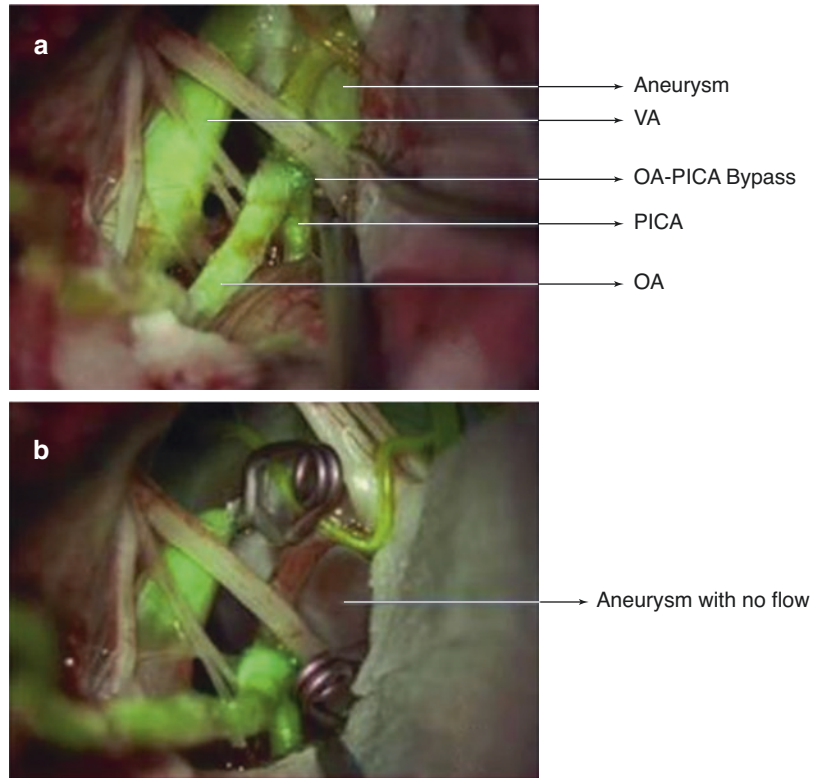 a
Aneurysm
VA
OA-PICA Bypass
PICA
OA
b
Aneurysm with no flow